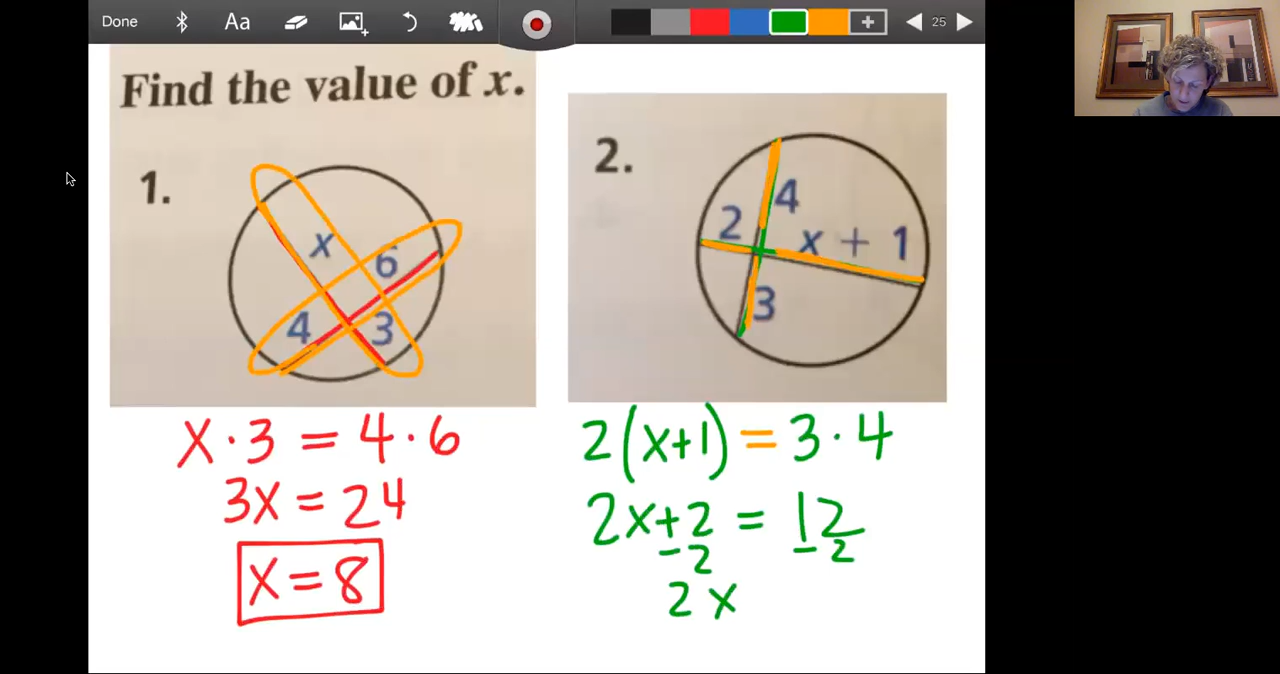 Done
Aa
25
Find the value of x.
1.
x
6
4
3
2.
4
2
x + 1
3
X · 3 = 4 · 6
3X = 24
X = 8
2(X+1) = 3 · 4
2X+2 = 12
-2 -2
2X